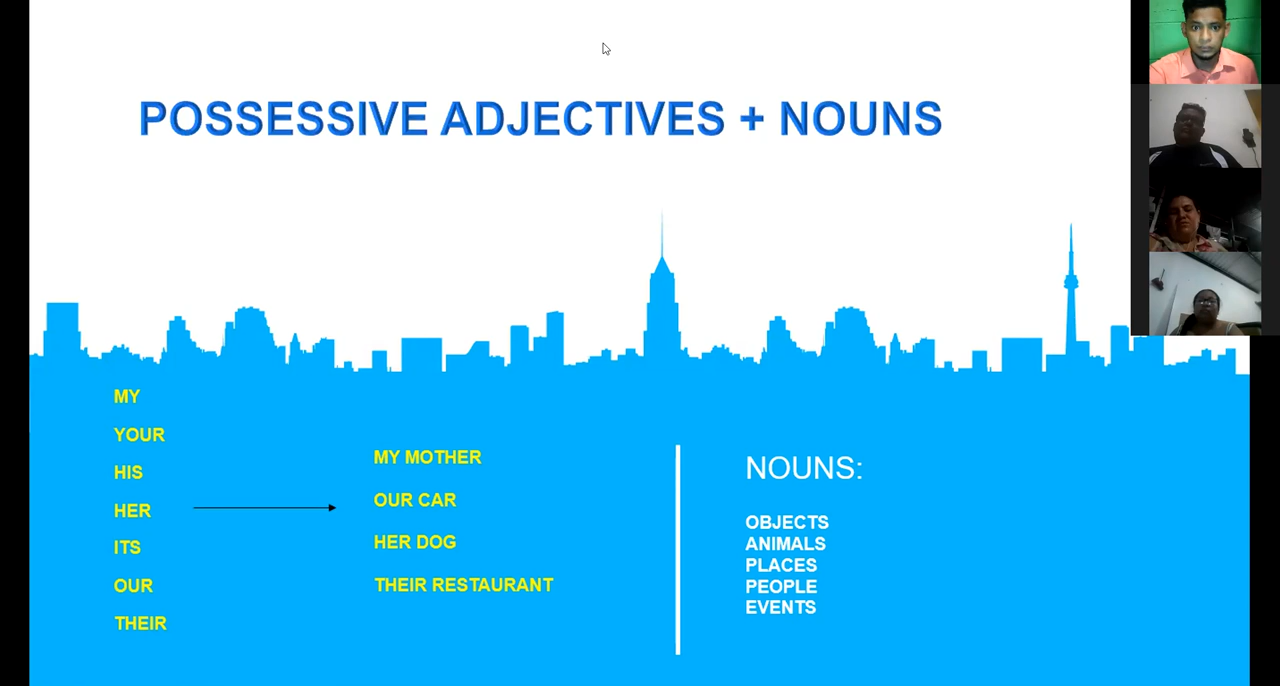 POSSESSIVE ADJECTIVES + NOUNS
MY
YOUR
HIS
HER
ITS
OUR
THEIR
MY MOTHER
OUR CAR
HER DOG
THEIR RESTAURANT
NOUNS:
OBJECTS
ANIMALS
PLACES
PEOPLE
EVENTS